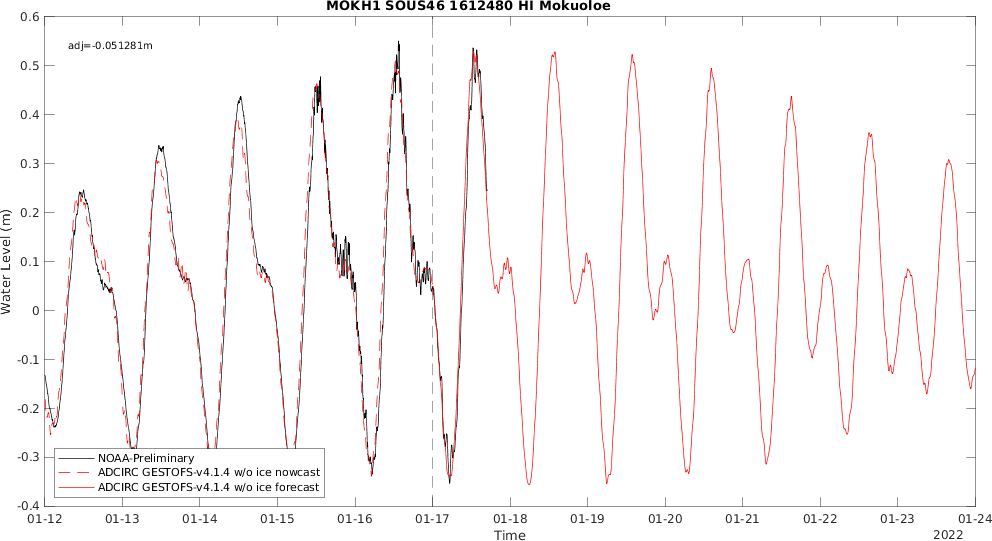 MOKH1 SOUS46 1612480 HI Mokuoloe
adj=-0.051281m
0.6
0.5
0.4
0.3
0.2
0.1
0
-0.1
-0.2
-0.3
-0.4
Water Level (m)
NOAA-Preliminary
ADCIRC GESTOFS-v4.1.4 w/o ice nowcast
ADCIRC GESTOFS-v4.1.4 w/o ice forecast
01-12 01-13 01-14 01-15 01-16 01-17 01-18 01-19 01-20 01-21 01-22 01-23 01-24
Time
2022